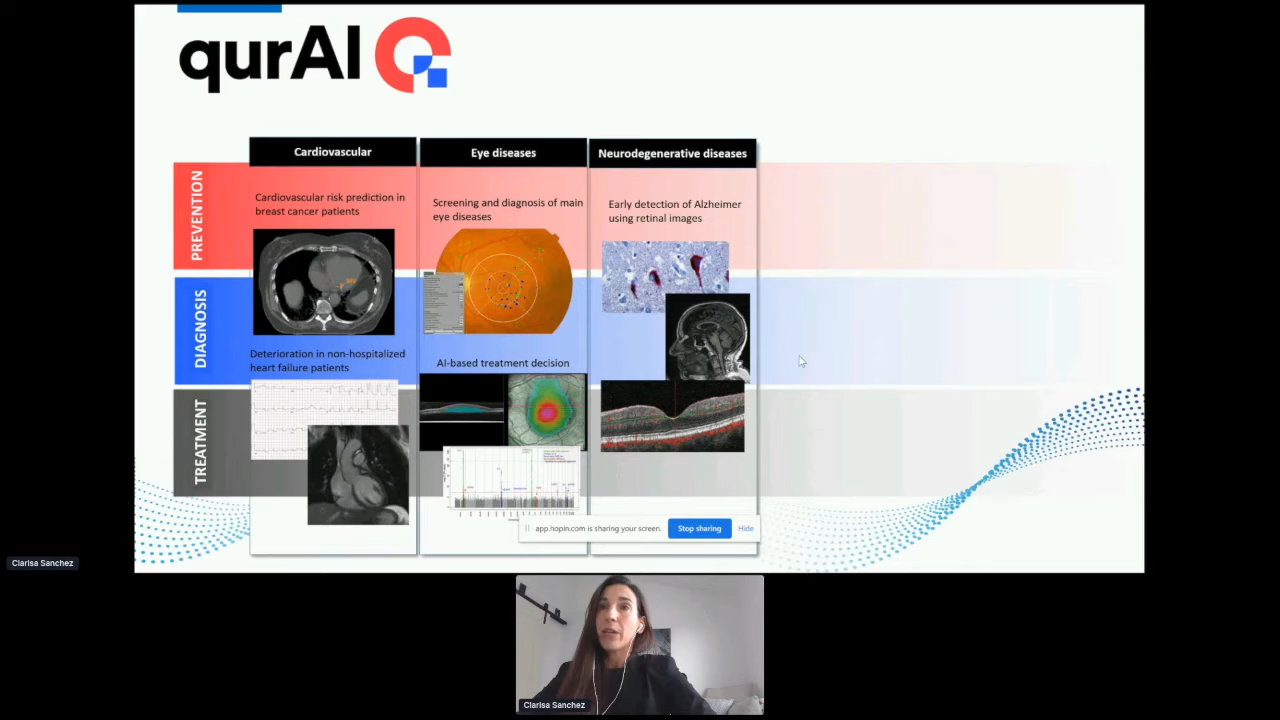 qurAI
Cardiovascular
Eye diseases
Neurodegenerative diseases
PREVENTION
Cardiovascular risk prediction in
breast cancer patients
Screening and diagnosis of main
eye diseases
Early detection of Alzheimer
using retinal images
DIAGNOSIS
Deterioration in non-hospitalized
heart failure patients
AI-based treatment decision
TREATMENT
app.hopin.com is sharing your screen.
Stop sharing
Hide
Clarisa Sanchez
Clarisa Sanchez